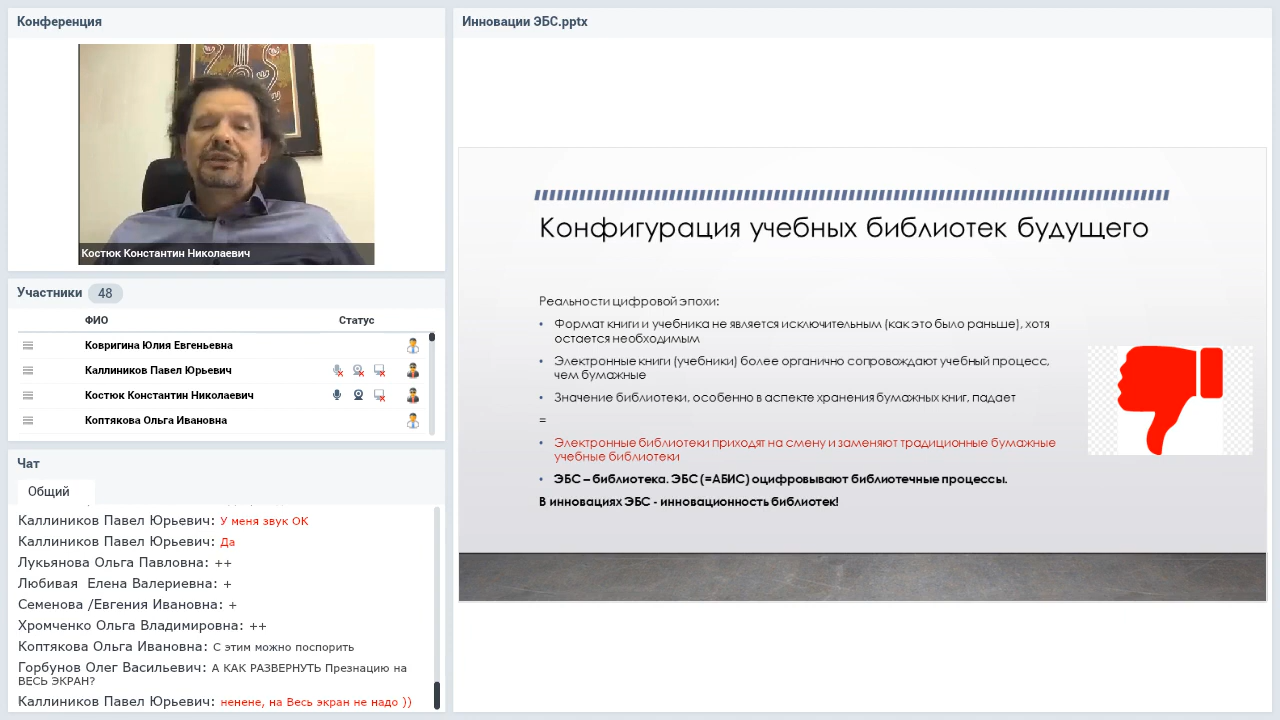 Конференция
Костюк Константин Николаевич
Участники 48
ФИО Статус
Ковригина Юлия Евгеньевна
Каллиников Павел Юрьевич
Костюк Константин Николаевич
Коптякова Ольга Ивановна
Чат
Общий
Каллиников Павел Юрьевич: У меня звук ОК
Каллиников Павел Юрьевич: Да
Лукьянова Ольга Павловна: ++
Любивая  Елена Валериевна: +
Семенова /Евгения Ивановна: +
Хромченко Ольга Владимировна: ++
Коптякова Ольга Ивановна: С этим можно поспорить
Горбунов Олег Васильевич: А КАК РАЗВЕРНУТЬ Презнацию на
ВЕСЬ ЭКРАН?
Каллиников Павел Юрьевич: ненене, на Весь экран не надо ))
Инновации ЭБС.pptx
Конфигурация учебных библиотек будущего
Реальности цифровой эпохи:
• Формат книги и учебника не является исключительным (как это было раньше), хотя
остается необходимым
• Электронные книги (учебники) более органично сопровождают учебный процесс,
чем бумажные
• Значение библиотеки, особенно в аспекте хранения бумажных книг, падает
=
• Электронные библиотеки приходят на смену и заменяют традиционные бумажные
учебные библиотеки
• ЭБС – библиотека. ЭБС (=АБИС) оцифровывают библиотечные процессы.
В инновациях ЭБС - инновационность библиотек!